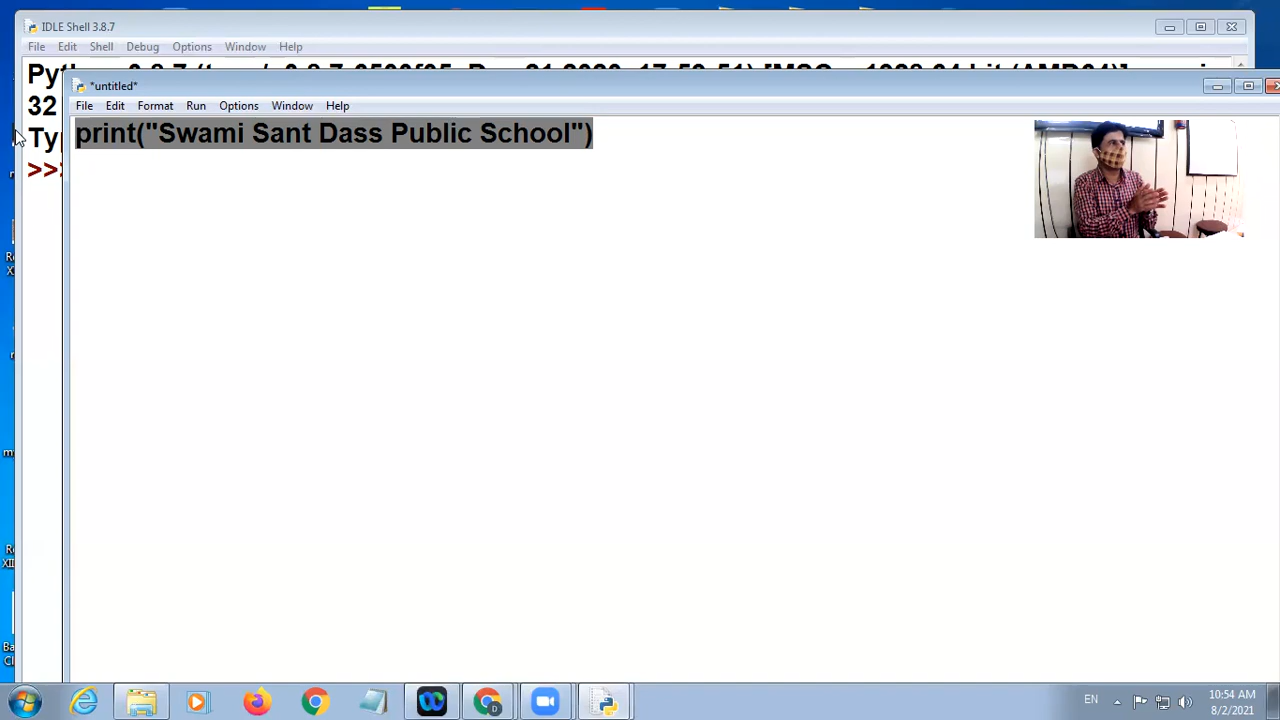 IDLE Shell 3.8.7
File Edit Shell Debug Options Window Help
32
>>>
*untitled*
File Edit Format Run Options Window Help
print("Swami Sant Dass Public School")
EN
10:54 AM
8/2/2021